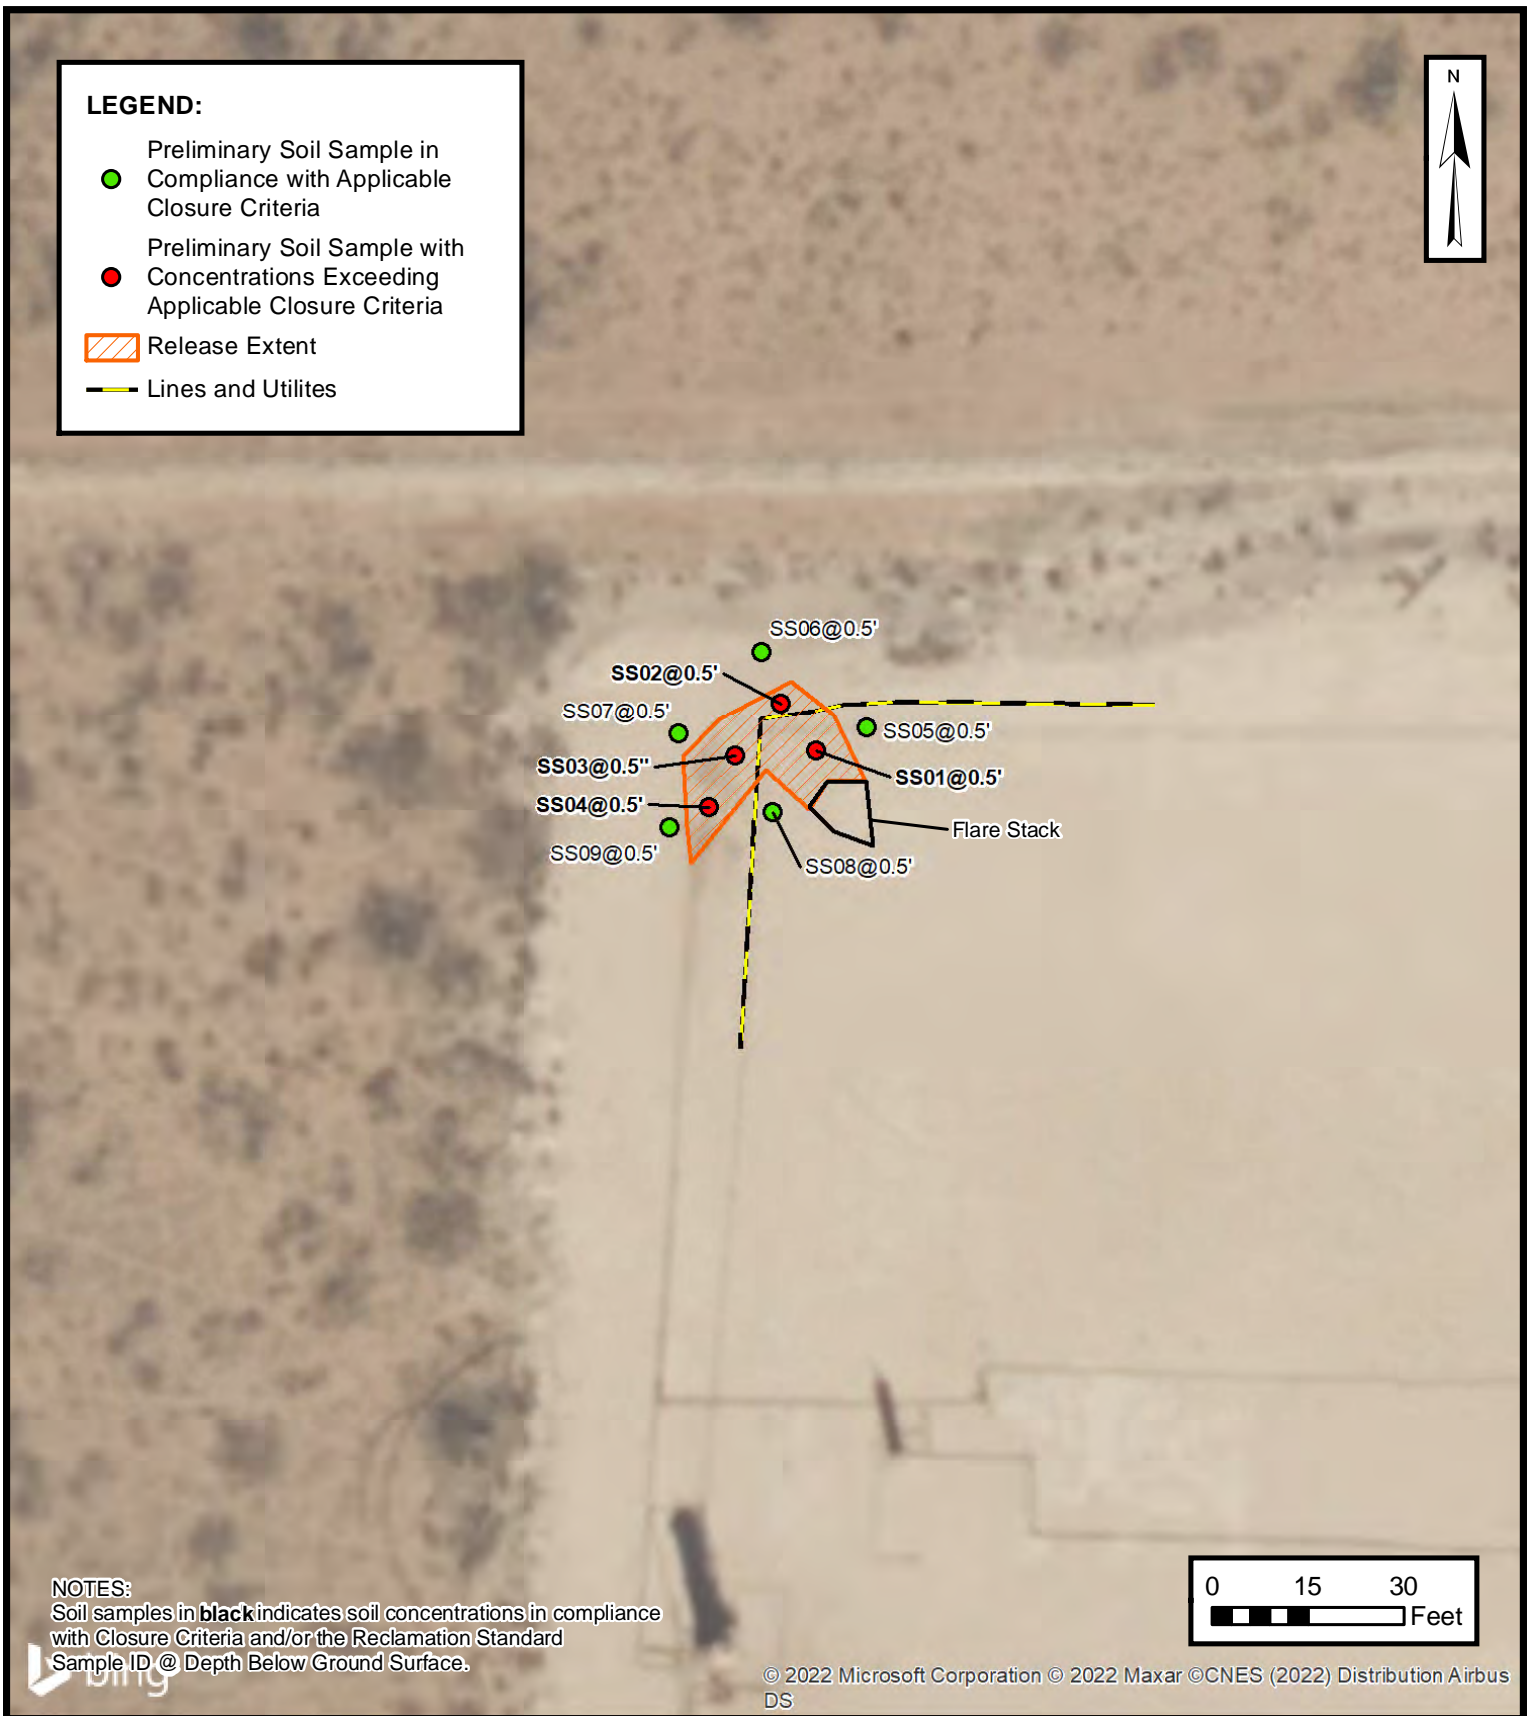 LEGEND:
Preliminary Soil Sample in
Compliance with Applicable
Closure Criteria
Preliminary Soil Sample with
Concentrations Exceeding
Applicable Closure Criteria
Release Extent
Lines and Utilites
N
SS06@0.5'
SS02@0.5'
SS07@0.5'
SS05@0.5'
SS03@0.5"
SS01@0.5'
SS04@0.5'
Flare Stack
SS09@0.5'
SS08@0.5'
NOTES:
Soil samples in black indicates soil concentrations in compliance
with Closure Criteria and/or the Reclamation Standard
Sample ID @ Depth Below Ground Surface.
bing
0 15 30
Feet
© 2022 Microsoft Corporation © 2022 Maxar ©CNES (2022) Distribution Airbus
DS